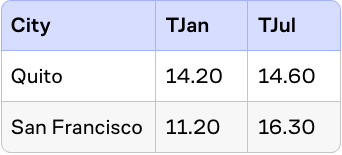 City TJan TJul
Quito 14.20 14.60
San Francisco 11.20 16.30